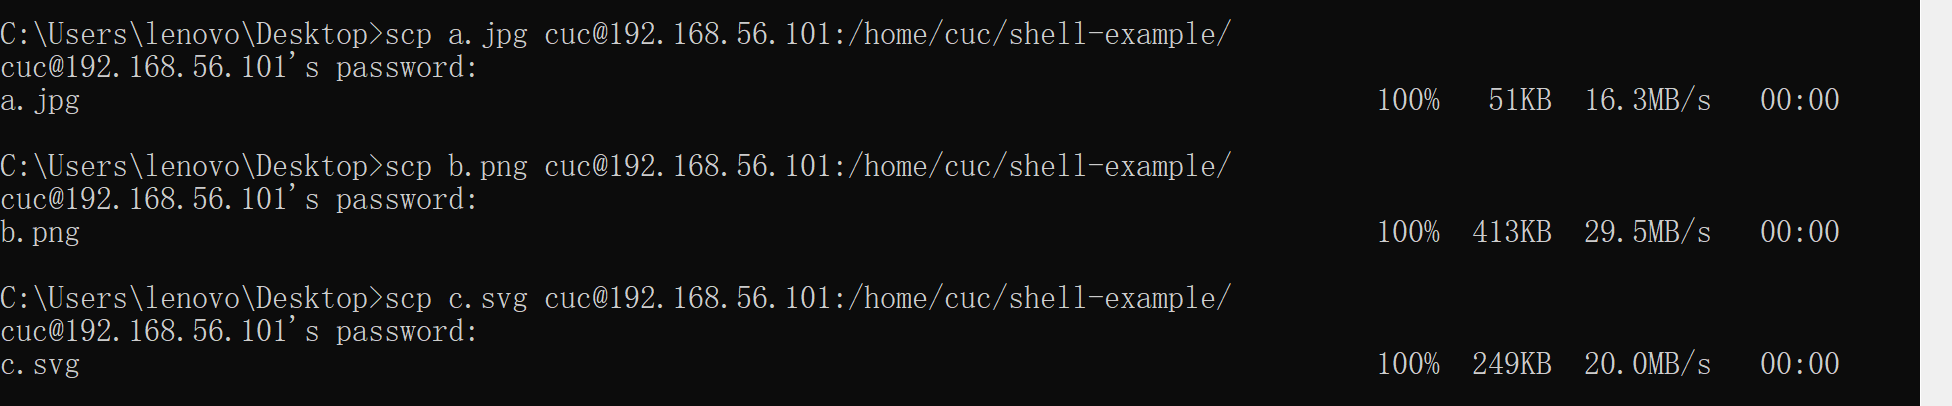 C:\Users\lenovo\Desktop>scp a.jpg cuc@192.168.56.101:/home/cuc/shell-example/
cuc@192.168.56.101's password:
a.jpg 100% 51KB 16.3MB/s 00:00
C:\Users\lenovo\Desktop>scp b.png cuc@192.168.56.101:/home/cuc/shell-example/
cuc@192.168.56.101's password:
b.png 100% 413KB 29.5MB/s 00:00
C:\Users\lenovo\Desktop>scp c.svg cuc@192.168.56.101:/home/cuc/shell-example/
cuc@192.168.56.101's password:
c.svg 100% 249KB 20.0MB/s 00:00